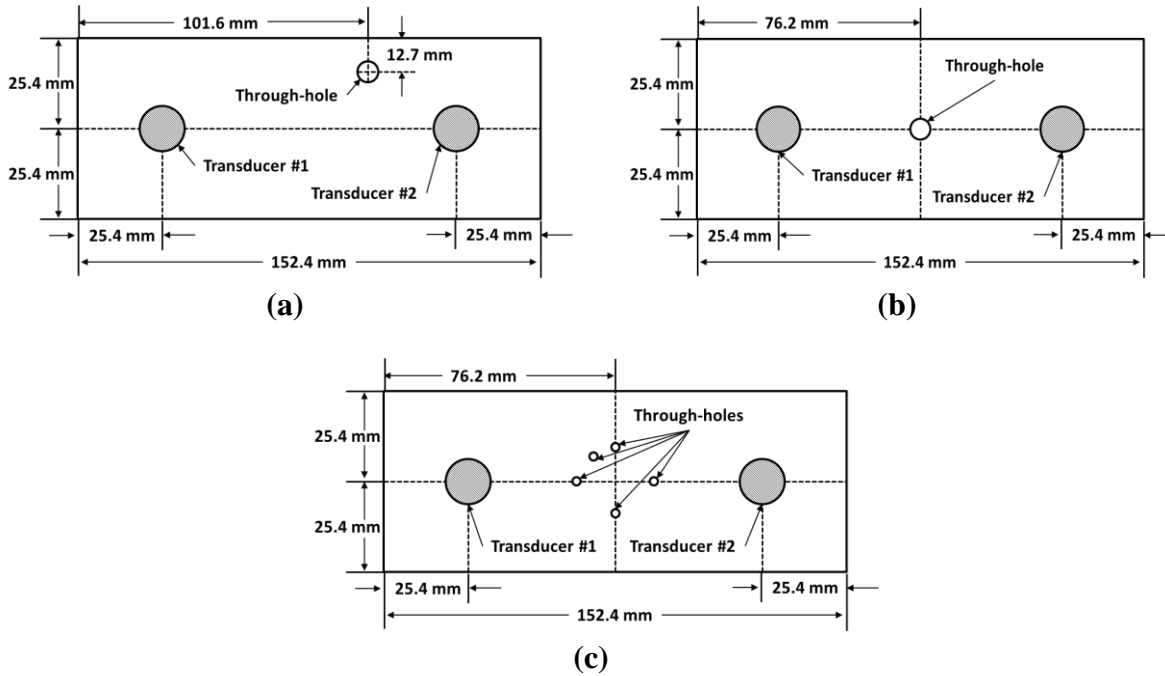 101.6 mm
12.7 mm
25.4 mm
Through-hole
Transducer #1
25.4 mm
Transducer #2
25.4 mm
25.4 mm
152.4 mm
(a)
76.2 mm
Through-hole
25.4 mm
Transducer #1
25.4 mm
Transducer #2
25.4 mm
25.4 mm
152.4 mm
(b)
76.2 mm
Through-holes
25.4 mm
25.4 mm
Transducer #1
Transducer #2
25.4 mm
25.4 mm
152.4 mm
(c)